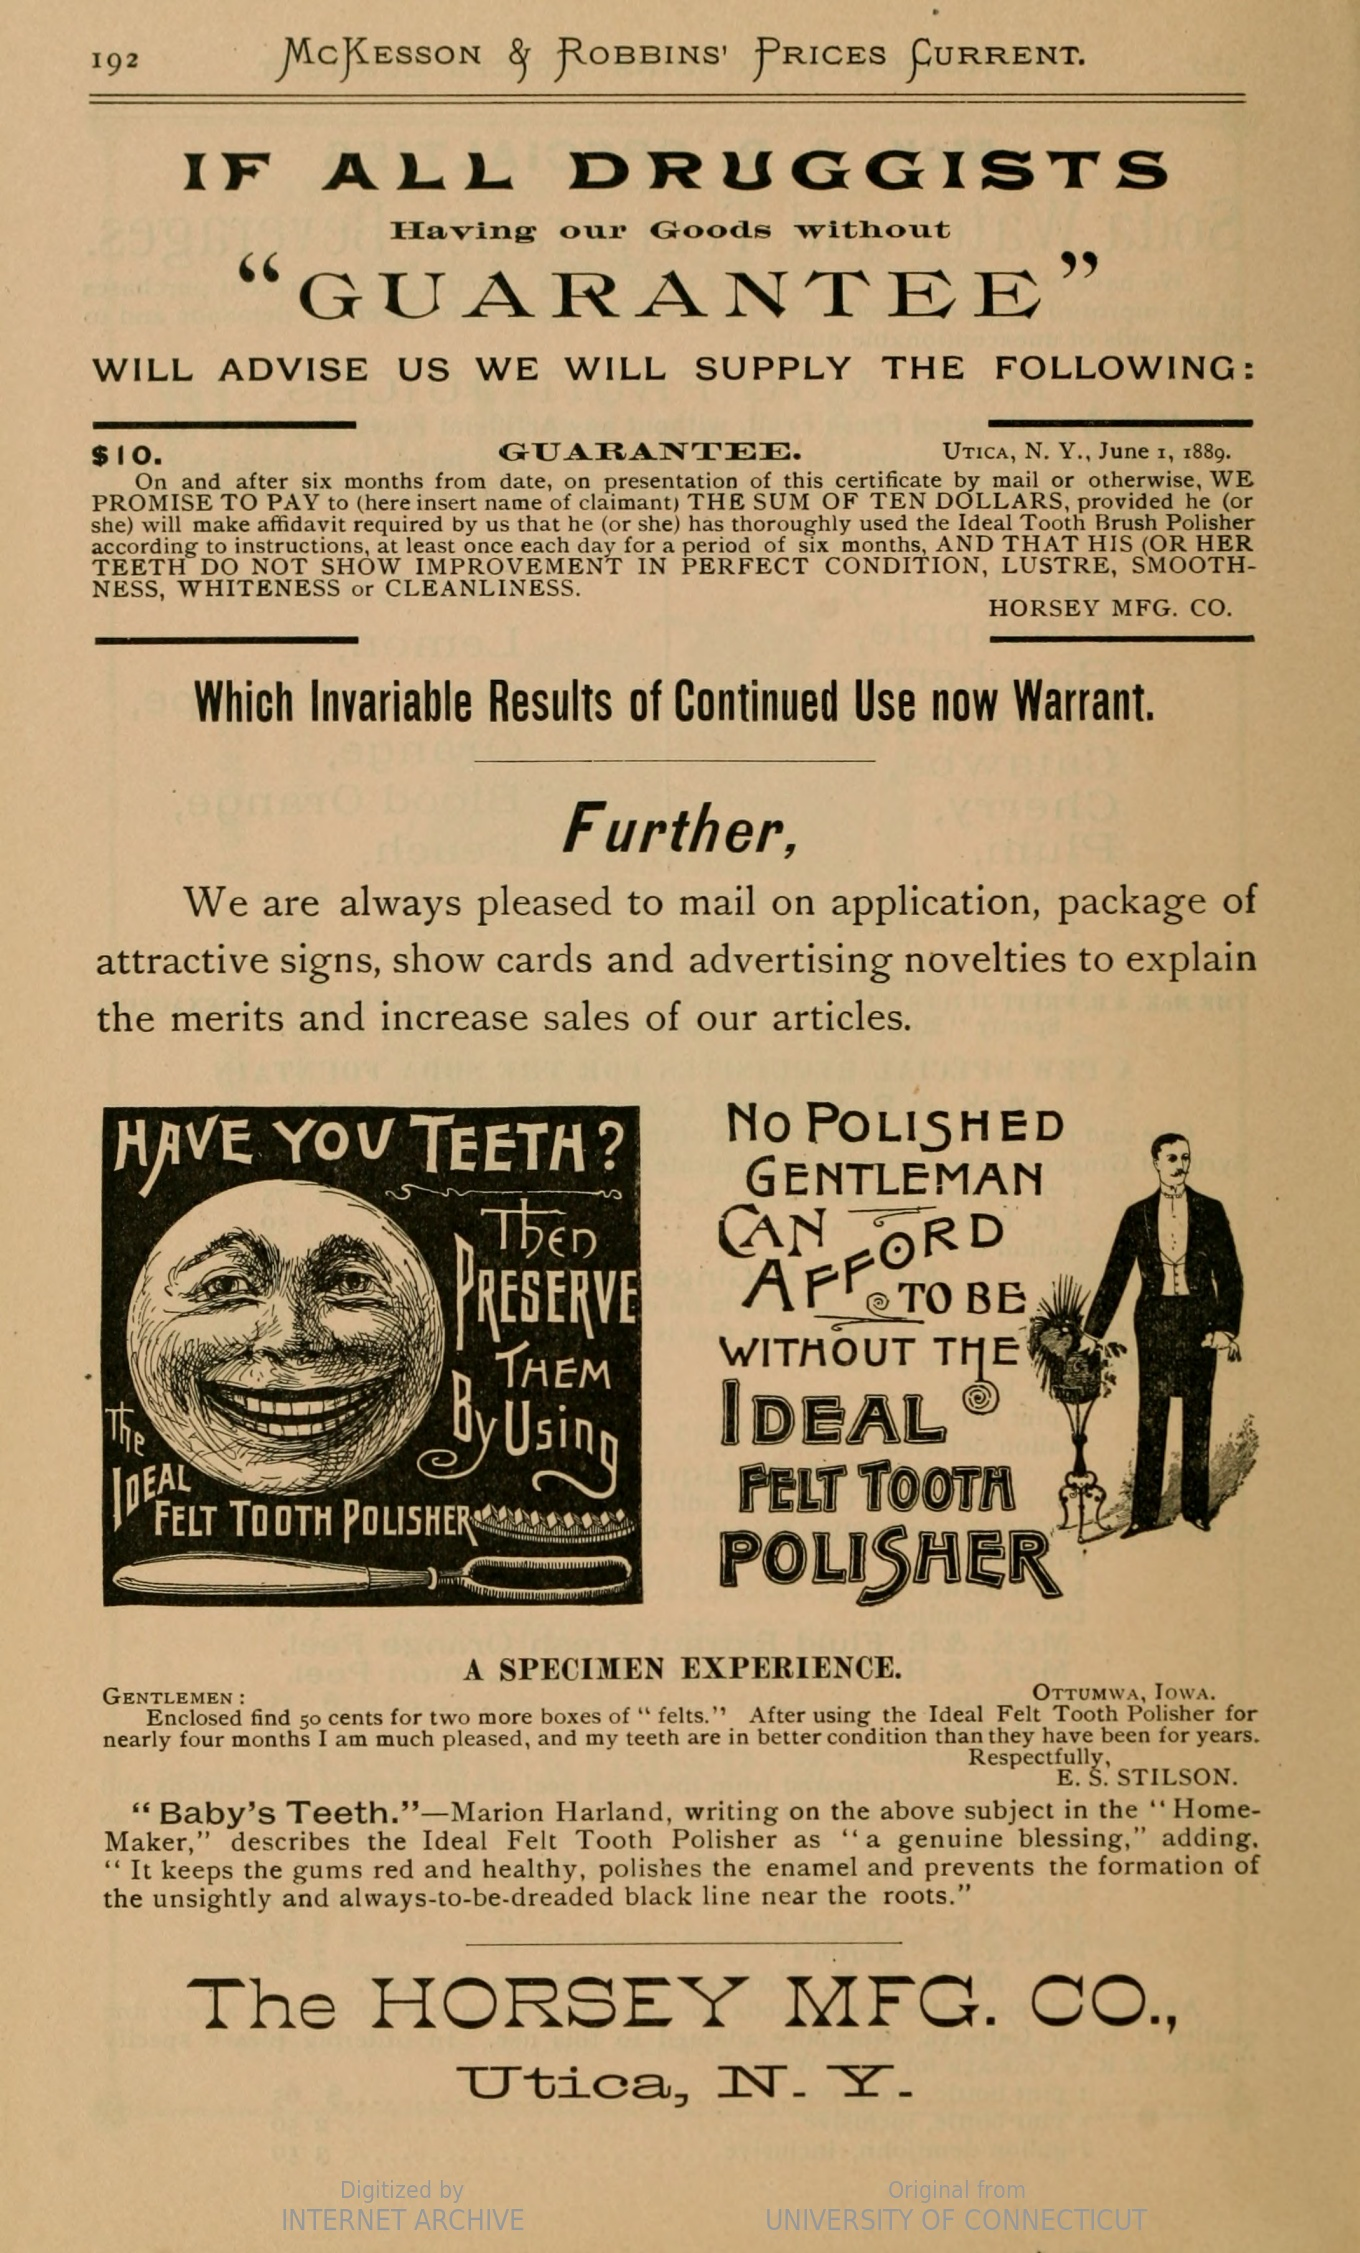 192 McKesson & Robbins' Prices Current.
IF ALL DRUGGISTS
Having our Goods without
"GUARANTEE"
WILL ADVISE US WE WILL SUPPLY THE FOLLOWING:
$10. GUARANTEE. Utica, N. Y., June 1, 1889.
On and after six months from date, on presentation of this certificate by mail or otherwise, WE
PROMISE TO PAY to (here insert name of claimant) THE SUM OF TEN DOLLARS, provided he (or
she) will make affidavit required by us that he (or she) has thoroughly used the Ideal Tooth Brush Polisher
according to instructions, at least once each day for a period of six months, AND THAT HIS (OR HER
TEETH DO NOT SHOW IMPROVEMENT IN PERFECT CONDITION, LUSTRE, SMOOTH-
NESS, WHITENESS or CLEANLINESS.
HORSEY MFG. CO.
Which Invariable Results of Continued Use now Warrant.
Further,
We are always pleased to mail on application, package of
attractive signs, show cards and advertising novelties to explain
the merits and increase sales of our articles.
HAVE YOU TEETH?
Then
PRESERVE
THEM
By Using
The
IDEAL
FELT TOOTH POLISHER
No POLISHED
GENTLEMAN
CAN
AFFORD
TO BE
WITHOUT THE
IDEAL
FELT TOOTH
POLISHER
A SPECIMEN EXPERIENCE.
Gentlemen: Ottumwa, Iowa.
Enclosed find 50 cents for two more boxes of "felts." After using the Ideal Felt Tooth Polisher for
nearly four months I am much pleased, and my teeth are in better condition than they have been for years.
Respectfully,
E. S. STILSON.
"Baby's Teeth."—Marion Harland, writing on the above subject in the "Home-
Maker," describes the Ideal Felt Tooth Polisher as "a genuine blessing," adding,
"It keeps the gums red and healthy, polishes the enamel and prevents the formation of
the unsightly and always-to-be-dreaded black line near the roots."
The HORSEY MFG. CO.,
Utica, N. Y.
Digitized by Original from
INTERNET ARCHIVE UNIVERSITY OF CONNECTICUT